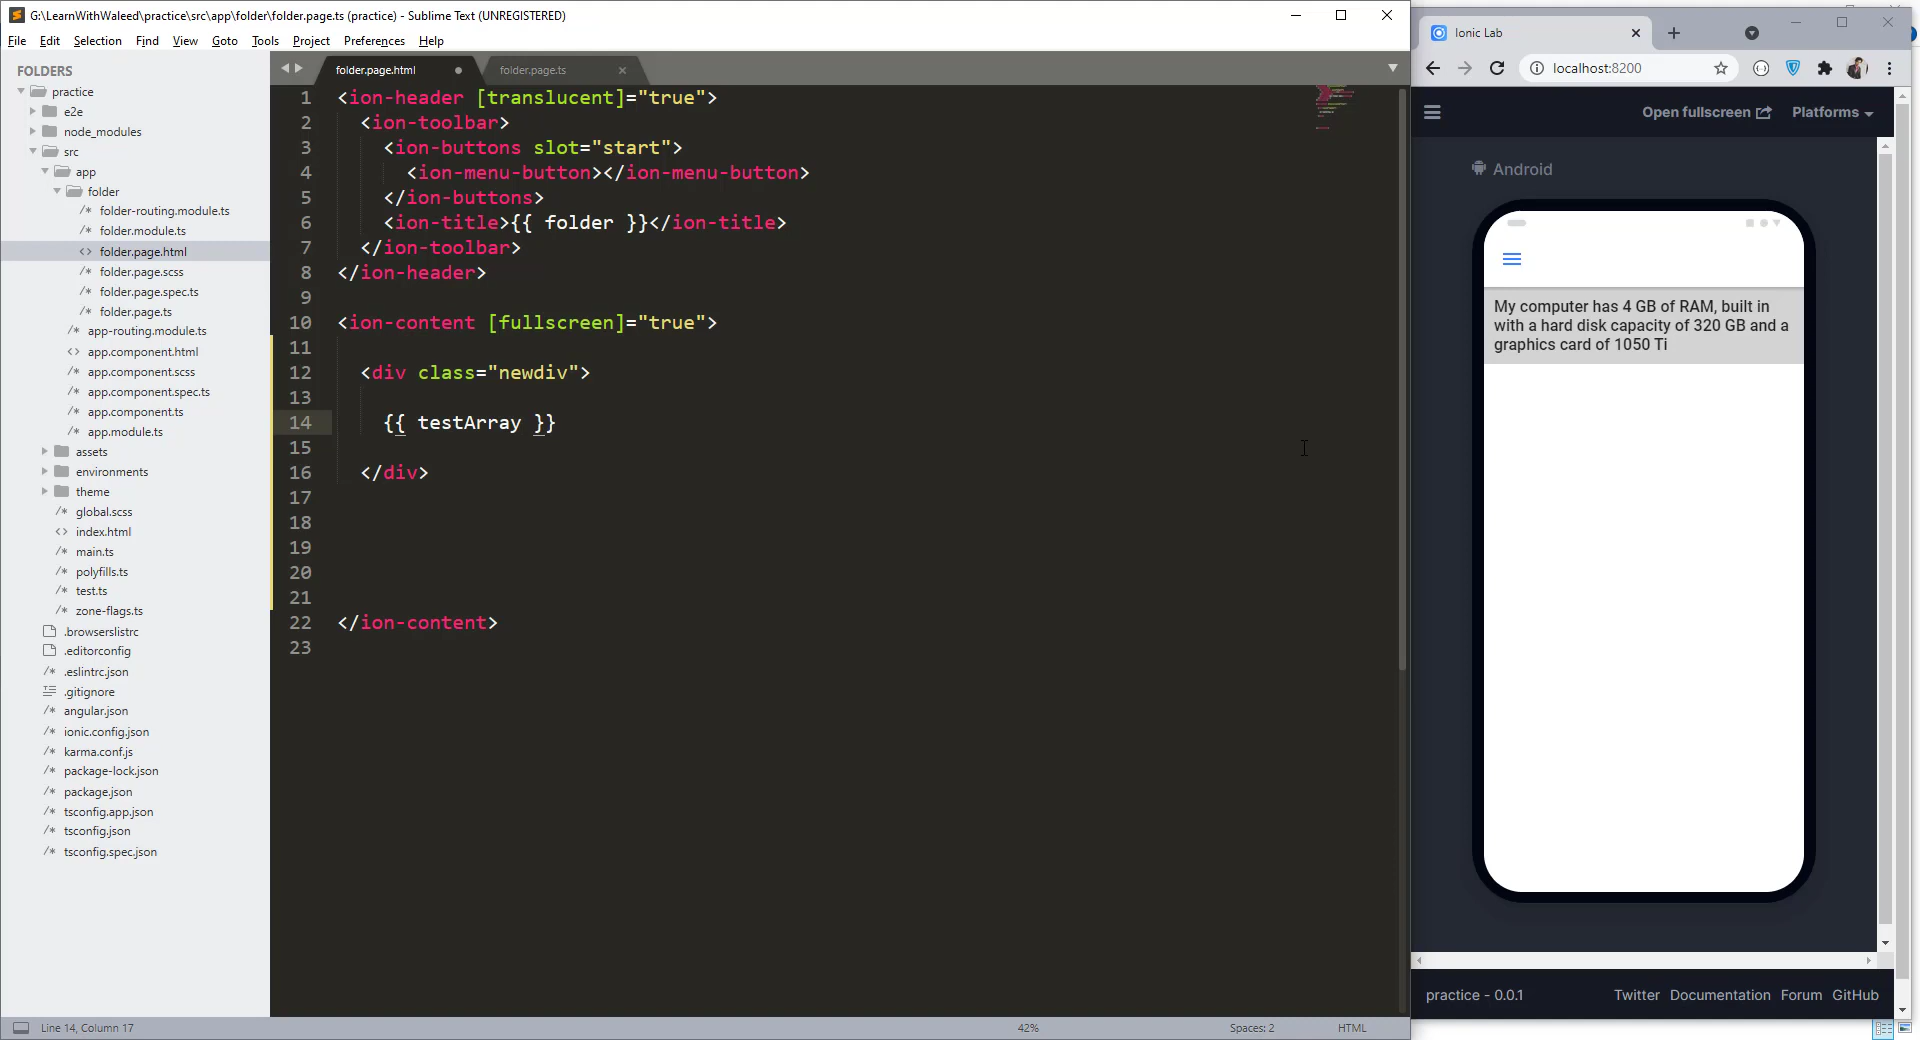 G:\LearnWithWaleed\practice\src\app\folder\folder.page.ts (practice) - Sublime Text (UNREGISTERED)
File Edit Selection Find View Goto Tools Project Preferences Help
FOLDERS
practice
e2e
node_modules
src
app
folder
folder-routing.module.ts
folder.module.ts
folder.page.html
folder.page.scss
folder.page.spec.ts
folder.page.ts
app-routing.module.ts
app.component.html
app.component.scss
app.component.spec.ts
app.component.ts
app.module.ts
assets
environments
theme
global.scss
index.html
main.ts
polyfills.ts
test.ts
zone-flags.ts
.browserslistrc
.editorconfig
.eslintrc.json
.gitignore
angular.json
ionic.config.json
karma.conf.js
package-lock.json
package.json
tsconfig.app.json
tsconfig.json
tsconfig.spec.json
folder.page.html folder.page.ts
1 <ion-header [translucent]="true">
2 <ion-toolbar>
3 <ion-buttons slot="start">
4 <ion-menu-button></ion-menu-button>
5 </ion-buttons>
6 <ion-title>{{ folder }}</ion-title>
7 </ion-toolbar>
8 </ion-header>
9
10 <ion-content [fullscreen]="true">
11
12 <div class="newdiv">
13
14 {{ testArray }}
15
16 </div>
17
18
19
20
21
22 </ion-content>
23
Line 14, Column 17 42% Spaces: 2 HTML
Ionic Lab
localhost:8200
Open fullscreen Platforms
Android
My computer has 4 GB of RAM, built in
with a hard disk capacity of 320 GB and a
graphics card of 1050 Ti
practice - 0.0.1 Twitter Documentation Forum GitHub